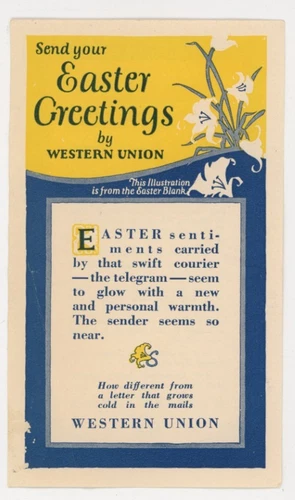 Send your
Easter
Greetings
by
WESTERN UNION
This Illustration
is from the Easter Blank
EASTER senti-
ments carried
by that swift courier
—the telegram—seem
to glow with a new
and personal warmth.
The sender seems so
near.
How different from
a letter that grows
cold in the mails
WESTERN UNION